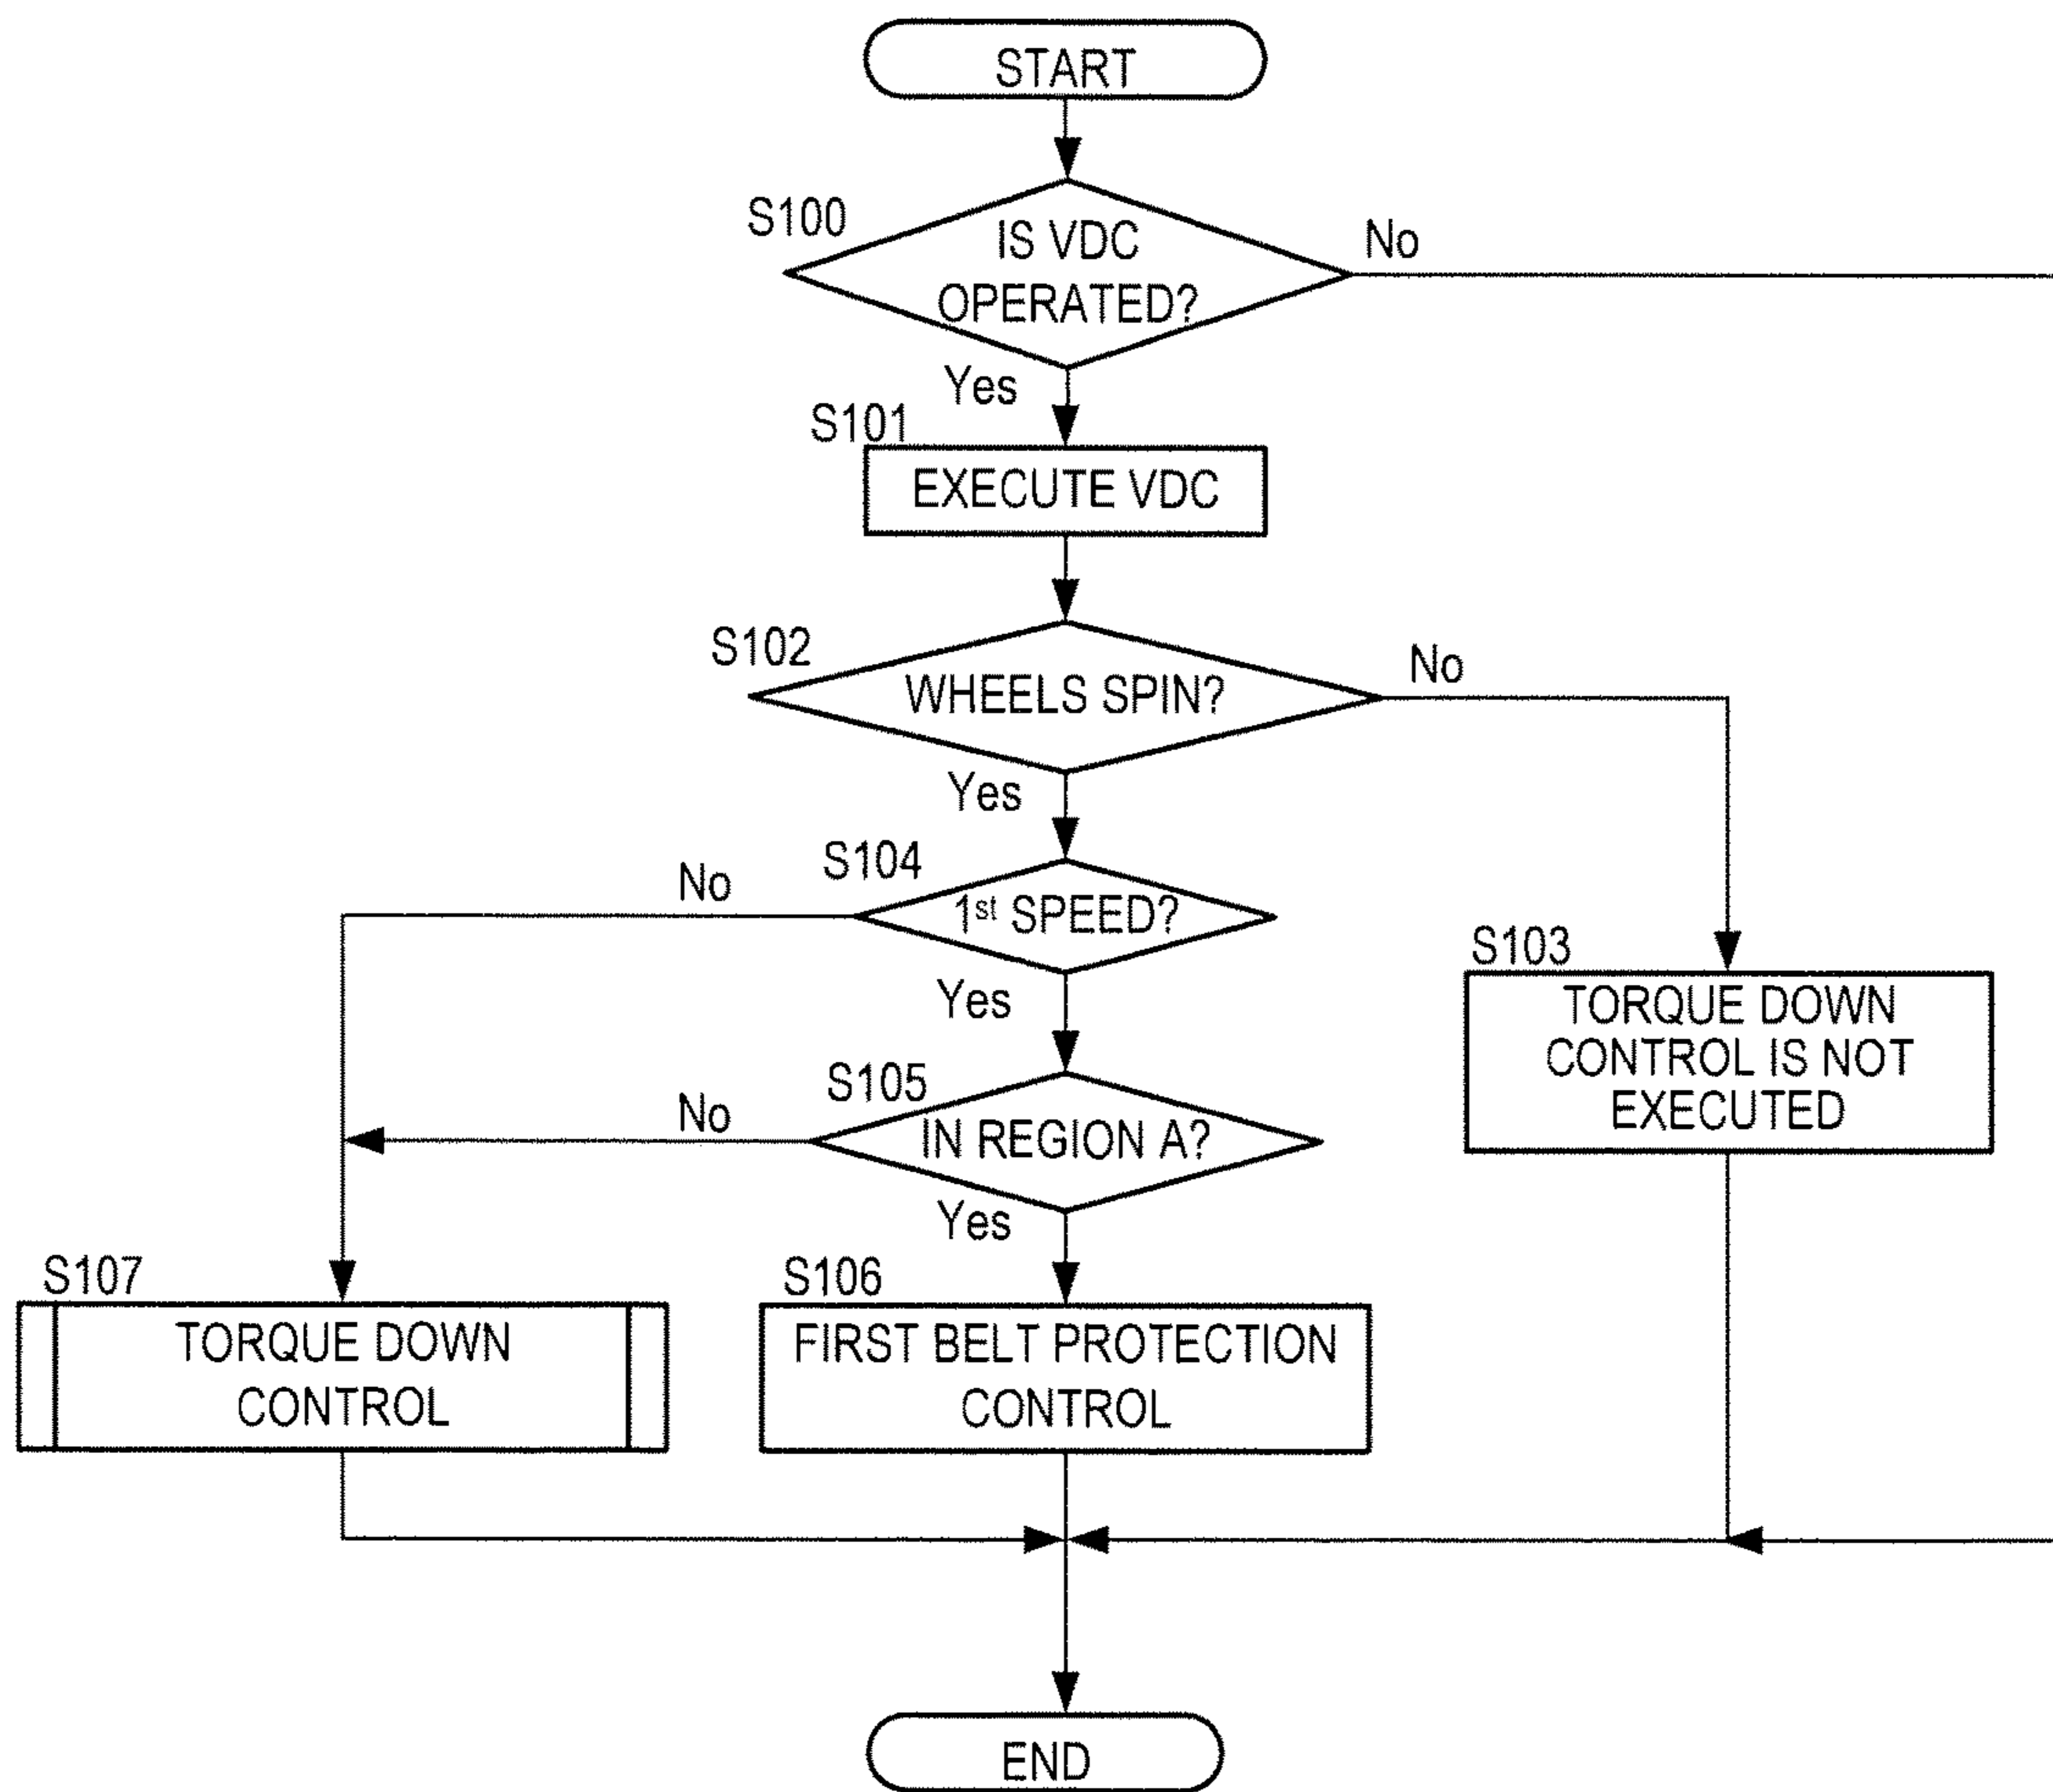 START
S100
IS VDC
OPERATED?
No
Yes
S101
EXECUTE VDC
S102
WHEELS SPIN?
No
Yes
S104
No
1st SPEED?
Yes
S103
TORQUE DOWN
CONTROL IS NOT
EXECUTED
S105
No
IN REGION A?
Yes
S107
TORQUE DOWN
CONTROL
S106
FIRST BELT PROTECTION
CONTROL
END